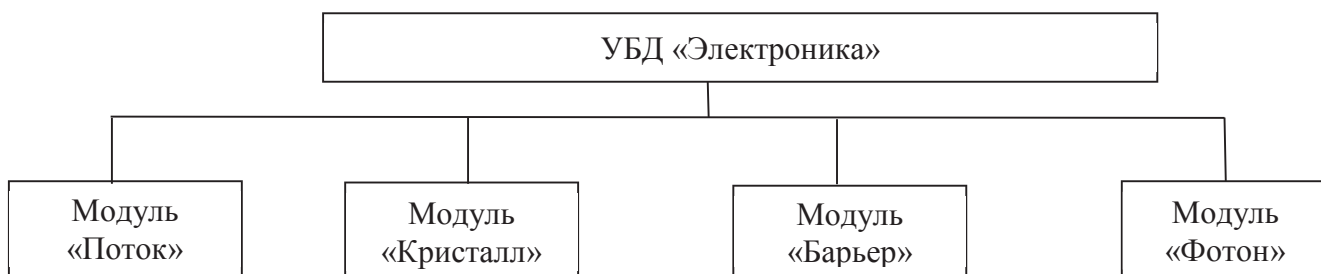 УБД «Электроника»
Модуль
«Поток»
Модуль
«Кристалл»
Модуль
«Барьер»
Модуль
«Фотон»